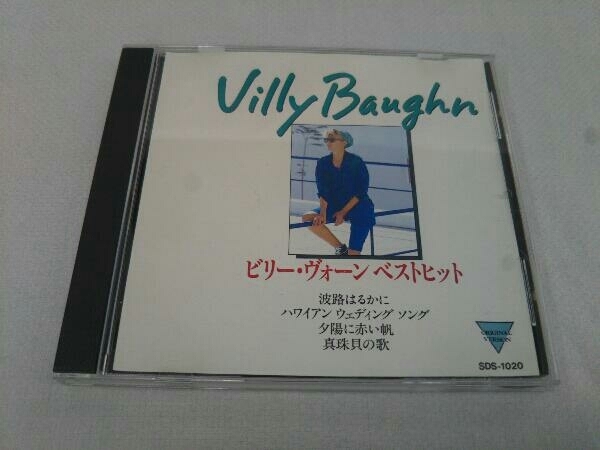 Villy Baughn
ビリー・ヴォーン ベストヒット
波路はるかに
ハワイアン ウェディング ソング
夕陽に赤い帆
真珠貝の歌
ORIGINAL
VERSION
SDS-1020